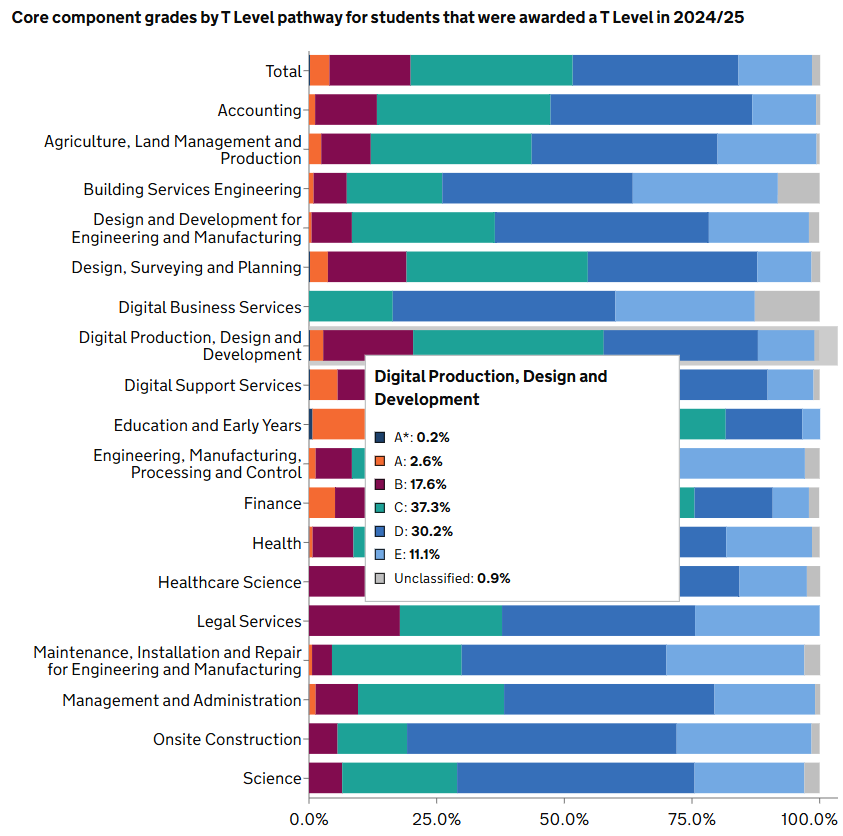 Core component grades by T Level pathway for students that were awarded a T Level in 2024/25
Total
Accounting
Agriculture, Land Management and
Production
Building Services Engineering
Design and Development for
Engineering and Manufacturing
Design, Surveying and Planning
Digital Business Services
Digital Production, Design and
Development
Digital Support Services
Education and Early Years
Engineering, Manufacturing,
Processing and Control
Finance
Health
Healthcare Science
Legal Services
Maintenance, Installation and Repair
for Engineering and Manufacturing
Management and Administration
Onsite Construction
Science
Digital Production, Design and
Development
A*: 0.2%
A: 2.6%
B: 17.6%
C: 37.3%
D: 30.2%
E: 11.1%
Unclassified: 0.9%
0.0% 25.0% 50.0% 75.0% 100.0%